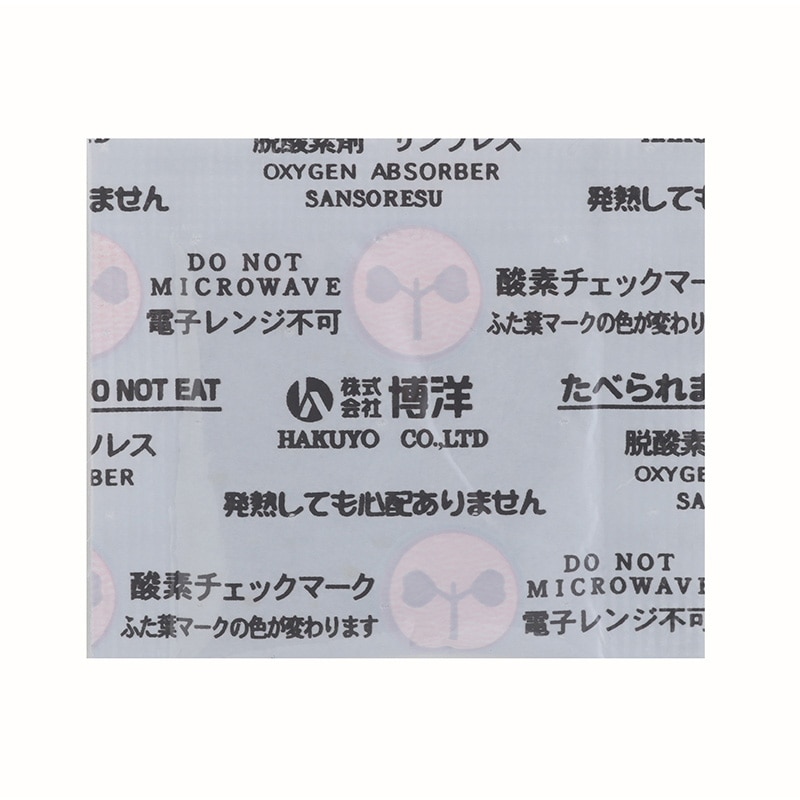 脱酸素剤 サンソレス
OXYGEN ABSORBER
SANSORESU
ません
発熱しても
DO NOT
MICROWAVE
電子レンジ不可
酸素チェックマー
ふた葉マークの色が変わり
O NOT EAT
株式会社 博洋
HAKUYO CO.,LTD
たべられま
ソレス
BER
脱酸素
OXYGE
SA
発熱しても心配ありません
酸素チェックマーク
ふた葉マークの色が変わります
DO NOT
MICROWAVE
電子レンジ不可